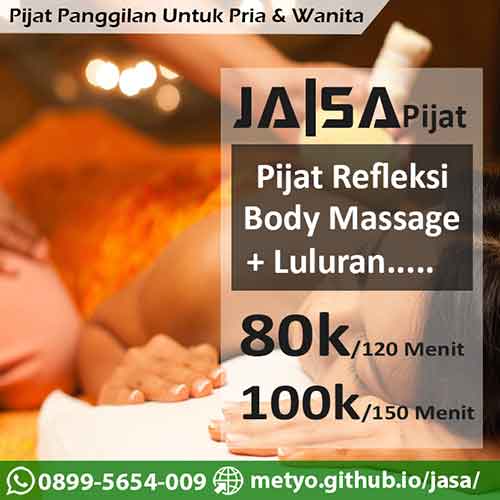 Pijat Panggilan Untuk Pria & Wanita
JA|SA Pijat
Pijat Refleksi
Body Massage
+ Luluran.....
80k/120 Menit
100k/150 Menit
0899-5654-009 metyo.github.io/jasa/